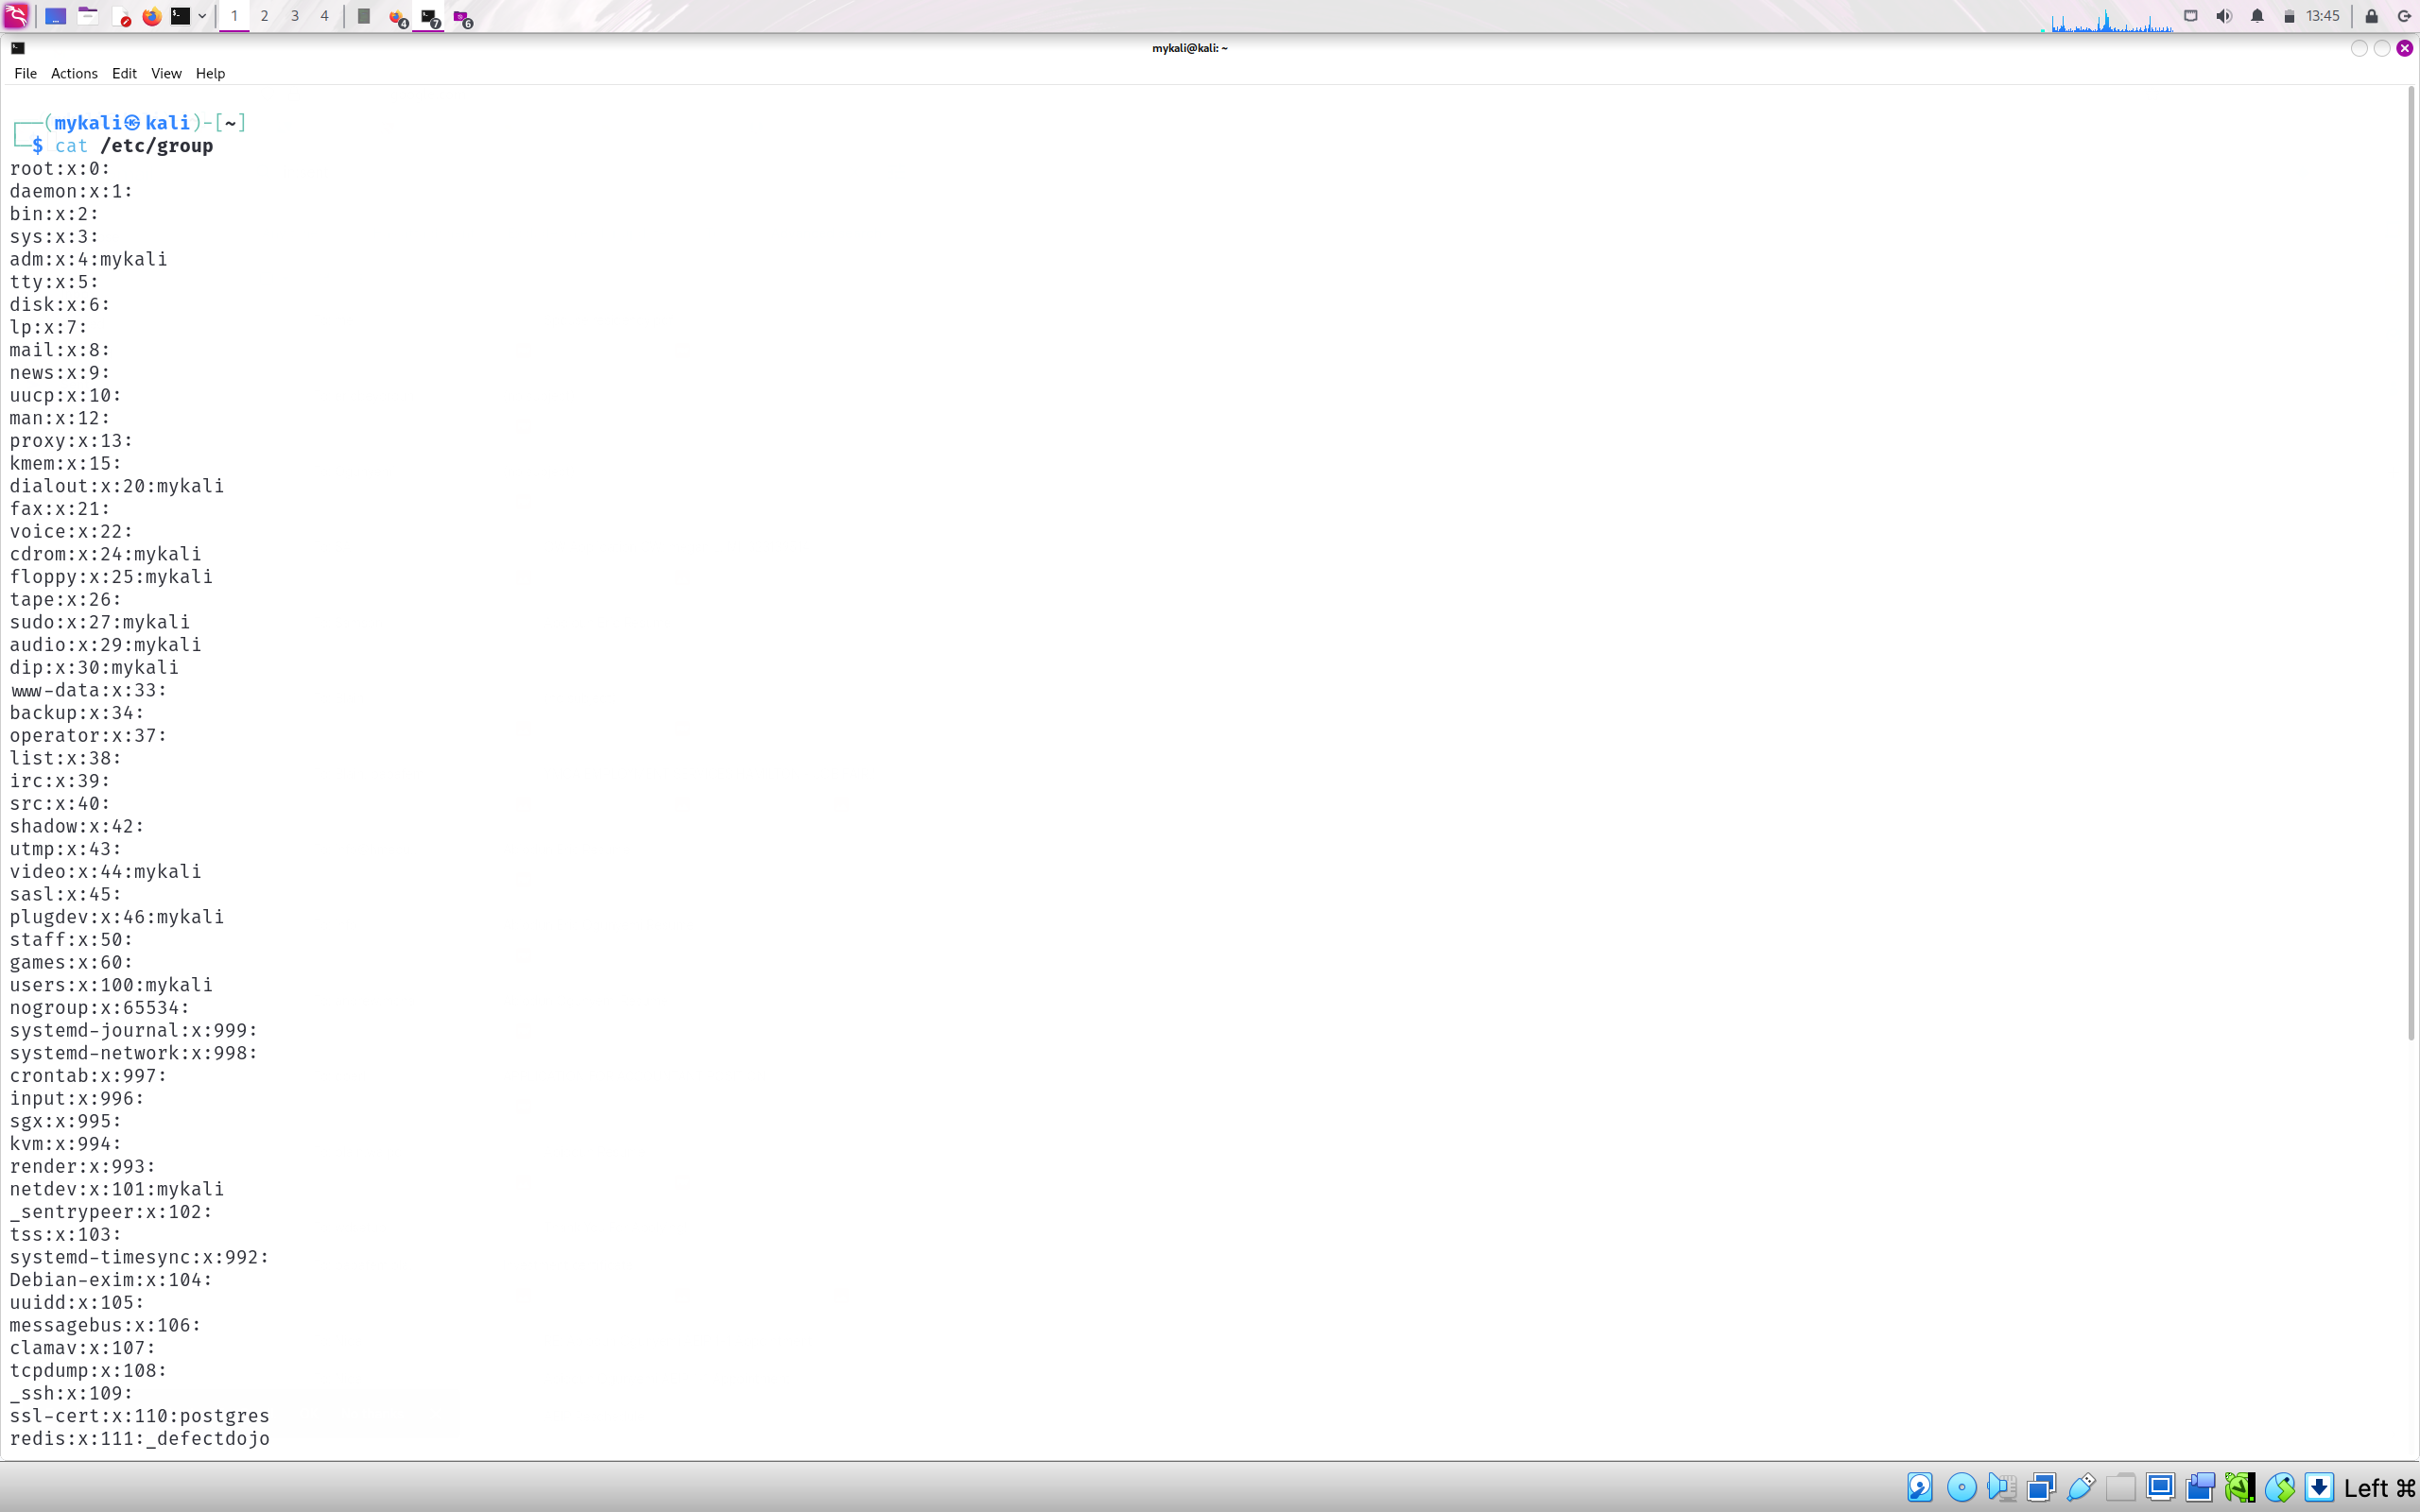 1 2 3 4 4 7 6 13:45
mykali@kali: ~
File Actions Edit View Help
(mykali㉿kali)-[~]
$ cat /etc/group
root:x:0:
daemon:x:1:
bin:x:2:
sys:x:3:
adm:x:4:mykali
tty:x:5:
disk:x:6:
lp:x:7:
mail:x:8:
news:x:9:
uucp:x:10:
man:x:12:
proxy:x:13:
kmem:x:15:
dialout:x:20:mykali
fax:x:21:
voice:x:22:
cdrom:x:24:mykali
floppy:x:25:mykali
tape:x:26:
sudo:x:27:mykali
audio:x:29:mykali
dip:x:30:mykali
www-data:x:33:
backup:x:34:
operator:x:37:
list:x:38:
irc:x:39:
src:x:40:
shadow:x:42:
utmp:x:43:
video:x:44:mykali
sasl:x:45:
plugdev:x:46:mykali
staff:x:50:
games:x:60:
users:x:100:mykali
nogroup:x:65534:
systemd-journal:x:999:
systemd-network:x:998:
crontab:x:997:
input:x:996:
sgx:x:995:
kvm:x:994:
render:x:993:
netdev:x:101:mykali
_sentrypeer:x:102:
tss:x:103:
systemd-timesync:x:992:
Debian-exim:x:104:
uuidd:x:105:
messagebus:x:106:
clamav:x:107:
tcpdump:x:108:
_ssh:x:109:
ssl-cert:x:110:postgres
redis:x:111:_defectdojo
Left ⌘